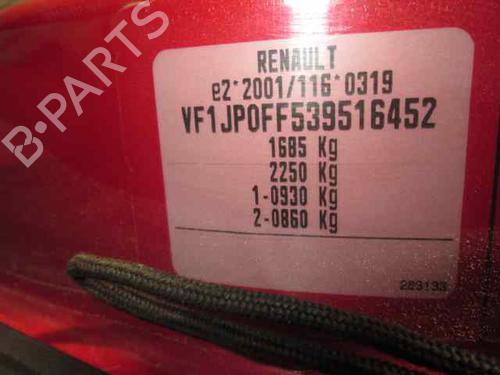 B-PARTS
RENAULT
e2*2001/116*0319
VF1JP0FF539516452
1685 Kg
2250 Kg
1-0930 Kg
2-0860 Kg
283133